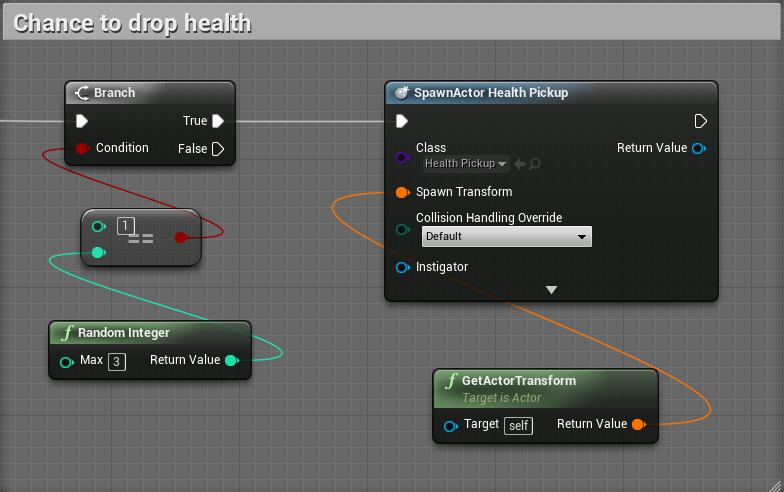 Chance to drop health
Branch
True
Condition
False
1
==
Random Integer
Max 3 Return Value
SpawnActor Health Pickup
Class
Health Pickup
Return Value
Spawn Transform
Collision Handling Override
Default
Instigator
GetActorTransform
Target is Actor
Target self Return Value